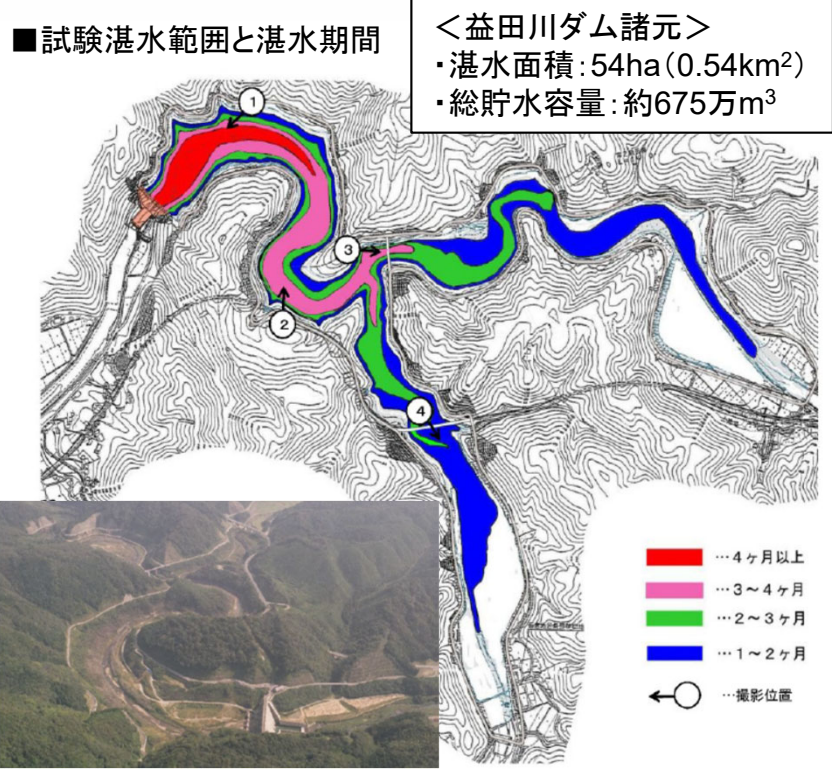 ■試験湛水範囲と湛水期間
＜益田川ダム諸元＞
・湛水面積：54ha（0.54km²）
・総貯水容量：約675万m³
1
2
3
4
…４ヶ月以上
…３～４ヶ月
…２～３ヶ月
…１～２ヶ月
…撮影位置